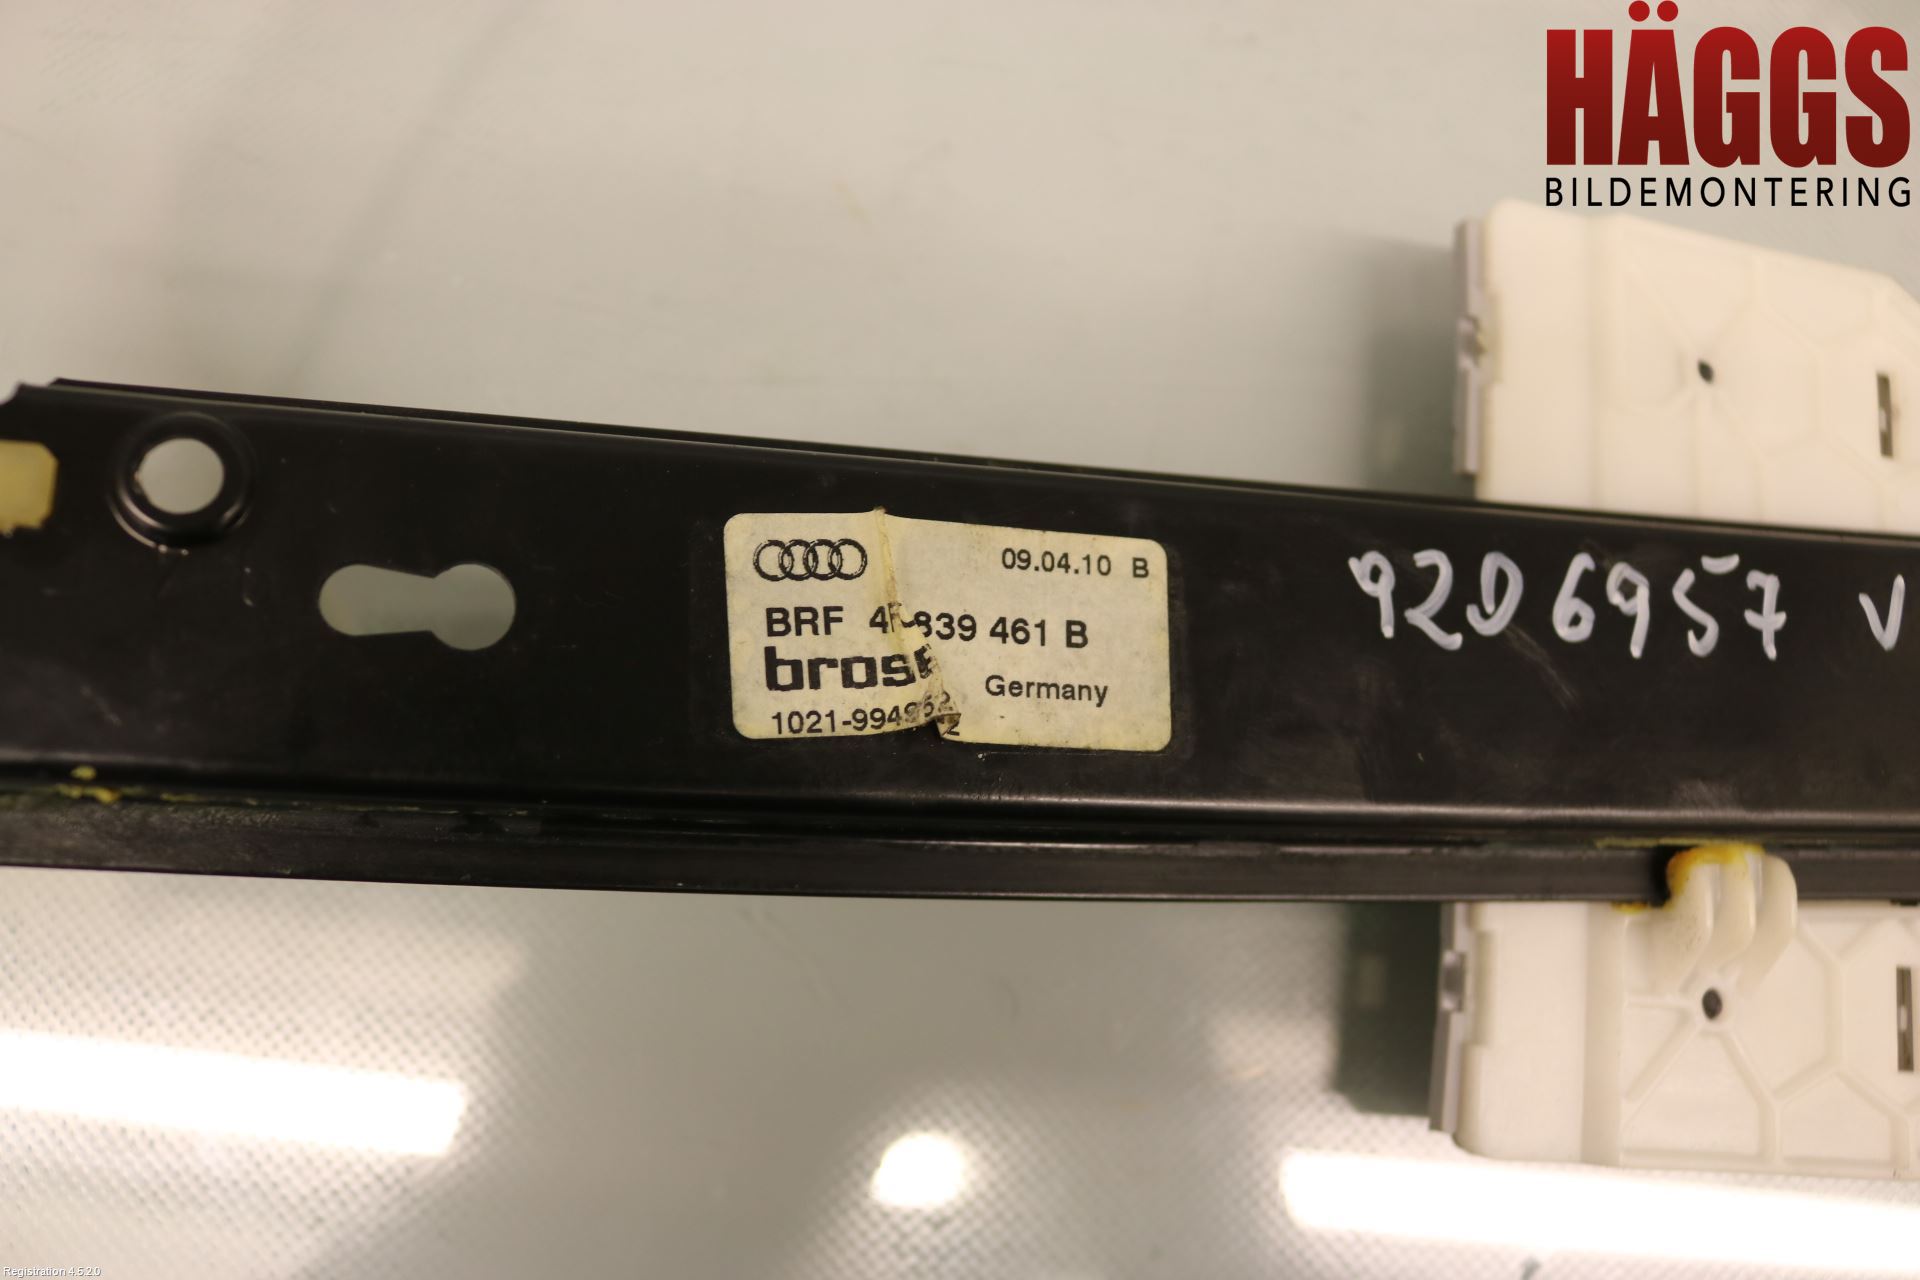 HÄGGS
BILDEMONTERING
09.04.10 B
BRF 839 461 B
9206957 V
Germany
Registration 4.5.2.0